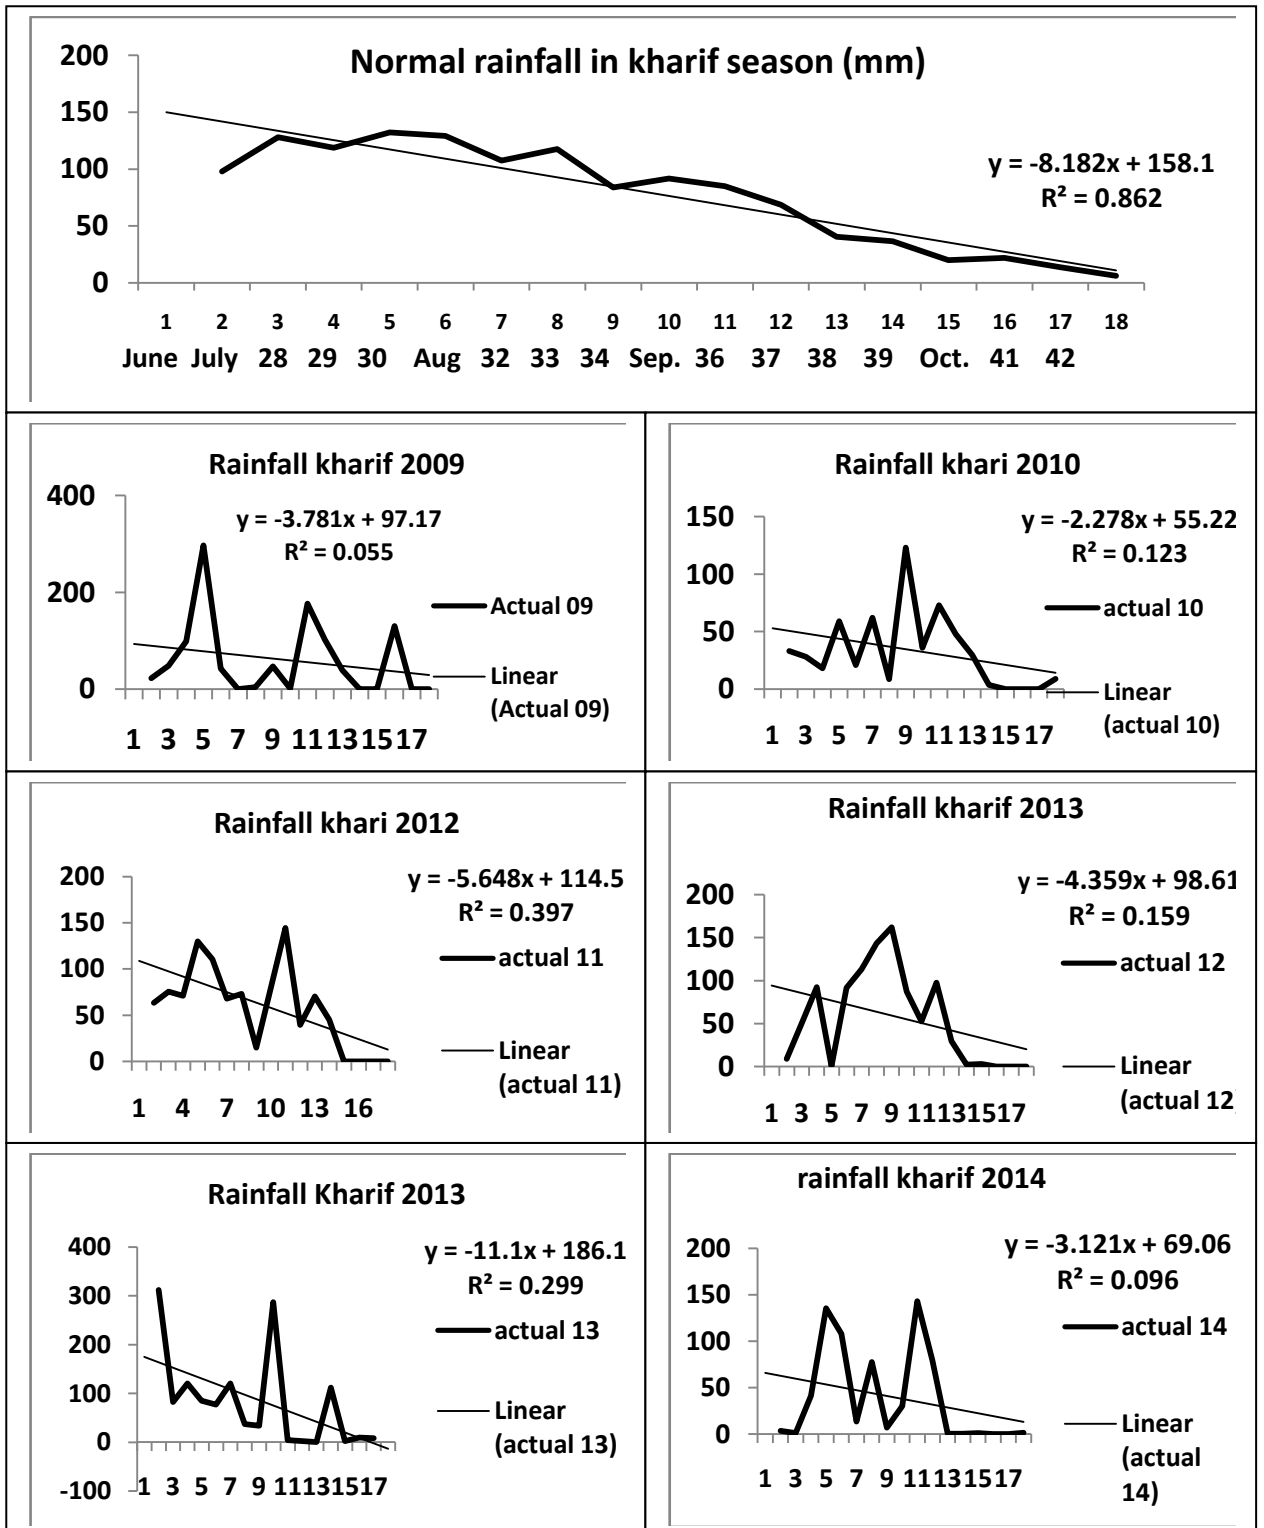 Normal rainfall in kharif season (mm)
200
150
100
50
0
y = -8.182x + 158.1
R² = 0.862
1 2 3 4 5 6 7 8 9 10 11 12 13 14 15 16 17 18
June July 28 29 30 Aug 32 33 34 Sep. 36 37 38 39 Oct. 41 42
Rainfall kharif 2009
400
200
0
y = -3.781x + 97.17
R² = 0.055
Actual 09
Linear
(Actual 09)
1 3 5 7 9 11 13 15 17
Rainfall khari 2010
150
100
50
0
y = -2.278x + 55.22
R² = 0.123
actual 10
Linear
(actual 10)
1 3 5 7 9 11 13 15 17
Rainfall khari 2012
200
150
100
50
0
y = -5.648x + 114.5
R² = 0.397
actual 11
Linear
(actual 11)
1 4 7 10 13 16
Rainfall kharif 2013
200
150
100
50
0
y = -4.359x + 98.61
R² = 0.159
actual 12
Linear
(actual 12)
1 3 5 7 9 11 13 15 17
Rainfall Kharif 2013
400
300
200
100
0
-100
y = -11.1x + 186.1
R² = 0.299
actual 13
Linear
(actual 13)
1 3 5 7 9 11 13 15 17
rainfall kharif 2014
200
150
100
50
0
y = -3.121x + 69.06
R² = 0.096
actual 14
Linear
(actual
14)
1 3 5 7 9 11 13 15 17